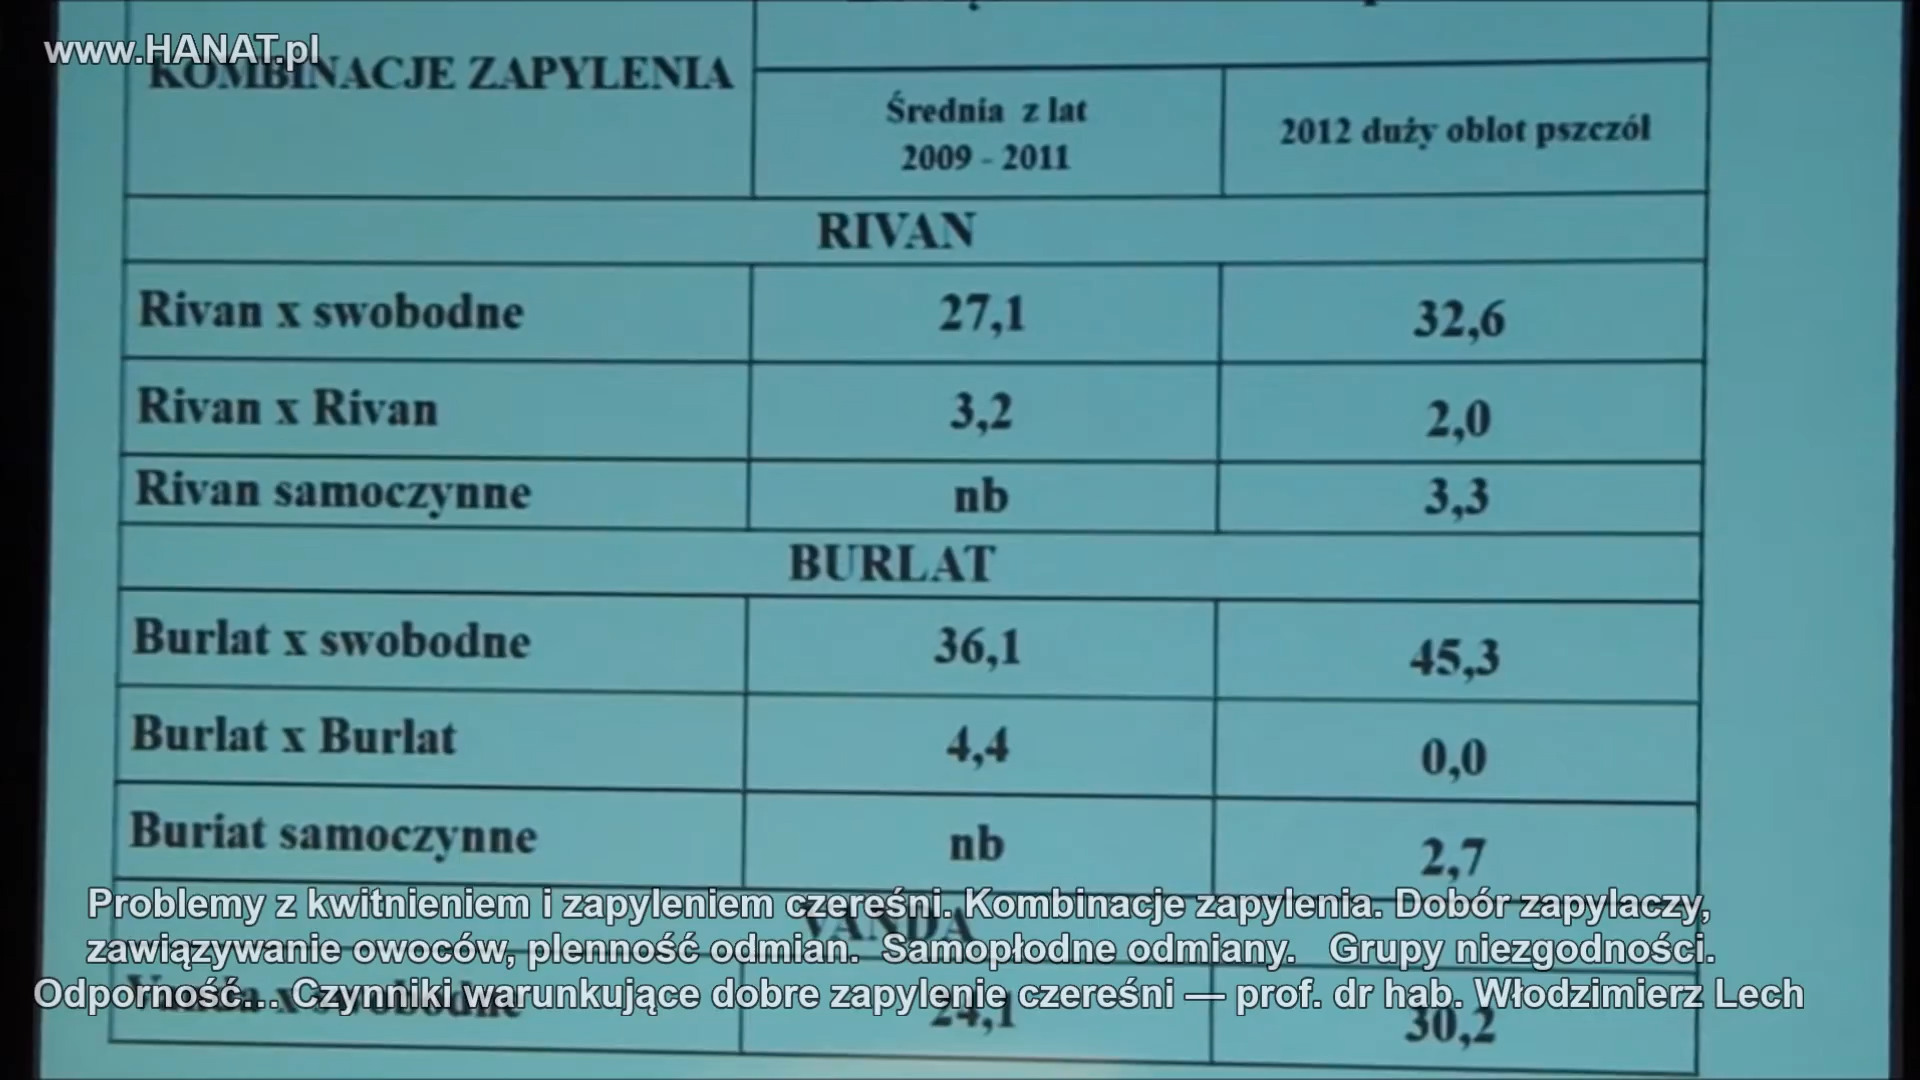 www.HANAT.pl
KOMBINACJE ZAPYLENIA
Średnia z lat
2009 - 2011
2012 duży oblot pszczół
RIVAN
Rivan x swobodne 27,1 32,6
Rivan x Rivan 3,2 2,0
Rivan samoczynne nb 3,3
BURLAT
Burlat x swobodne 36,1 45,3
Burlat x Burlat 4,4 0,0
Buriat samoczynne nb 2,7
VANDA
Vanda x swobodne 24,1 30,2
Problemy z kwitnieniem i zapyleniem czereśni. Kombinacje zapylenia. Dobór zapylaczy,
zawiązywanie owoców, plenność odmian. Samopłodne odmiany. Grupy niezgodności.
Odporność... Czynniki warunkujące dobre zapylenie czereśni — prof. dr hab. Włodzimierz Lech